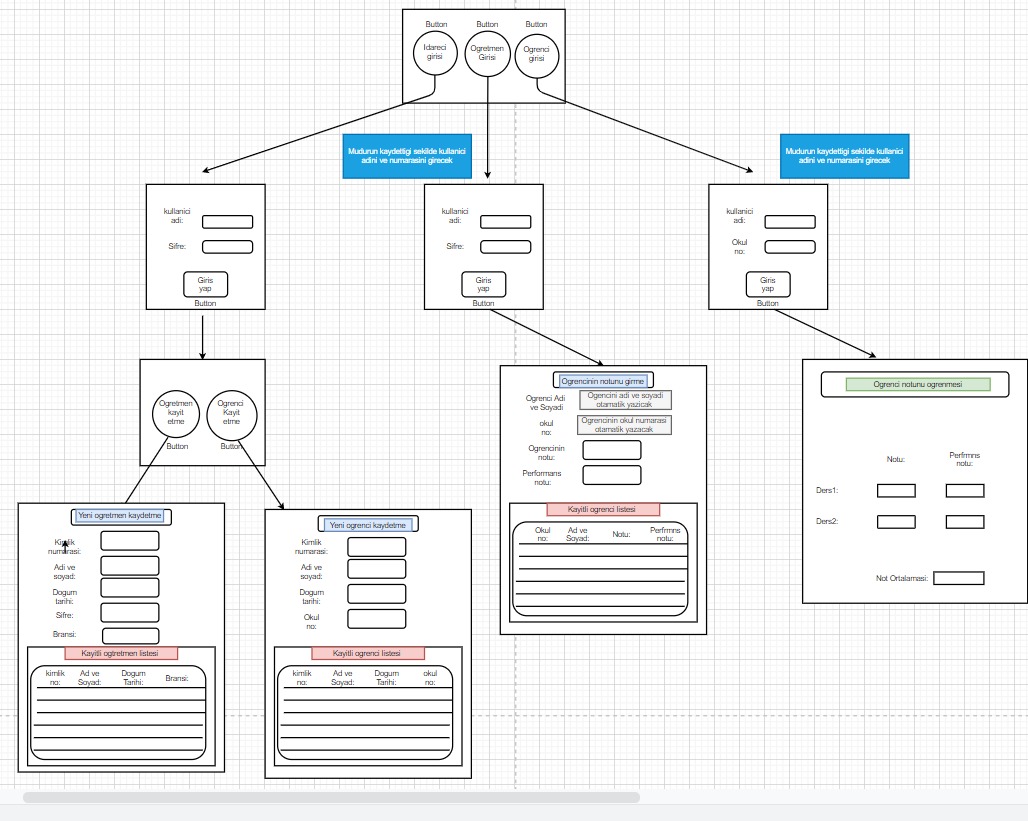 Button
Button
Button
Idareci
girisi
Ogretmen
Girisi
Ogrenci
girisi
Mudurun kaydettigi sekilde kullanici
adini ve numarasini girecek
Mudurun kaydettigi sekilde kullanici
adini ve numarasini girecek
kullanici
adi:
Sifre:
Giris
yap
Button
kullanici
adi:
Sifre:
Giris
yap
Button
kullanici
adi:
Okul
no:
Giris
yap
Button
Ogretmen
kayit
etme
Ogrenci
Kayit
etme
Button
Button
Ogrencinin notunu girme
Ogrenci Adi
ve Soyadi
Ogencini adi ve soyadi
otamatik yazicak
okul
no:
Ogrencinin okul numarasi
otamatik yazacak
Ogrencinin
notu:
Performans
notu:
Kayitli ogrenci listesi
Okul
no:
Ad ve
Soyad:
Notu:
Perfrmns
notu:
Ogrenci notunu ogrenmesi
Notu:
Perfrmns
notu:
Ders1:
Ders2:
Not Ortalamasi:
Yeni ogretmen kaydetme
Kimlik
numarasi:
Adi ve
soyad:
Dogum
tarihi:
Sifre:
Bransi:
Kayitli ogtretmen listesi
kimlik
no:
Ad ve
Soyad:
Dogum
Tarihi:
Bransi:
Yeni ogrenci kaydetme
Kimlik
numarasi:
Adi ve
soyad:
Dogum
tarihi:
Okul
no:
Kayitli ogrenci listesi
kimlik
no:
Ad ve
Soyad:
Dogum
Tarihi:
okul
no: